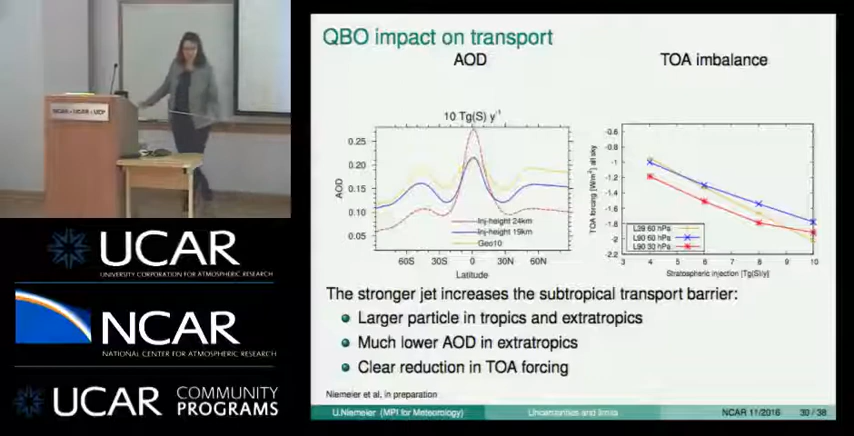 QBO impact on transport
AOD
TOA imbalance
10 Tg(S) y⁻¹
AOD
0.25
0.20
0.15
0.10
0.05
Inj-height 24km
Inj-height 19km
Geo10
60S 30S 0 30N 60N
Latitude
TOA forcing [W/m²] all sky
-0.6
-0.8
-1
-1.2
-1.4
-1.6
-1.8
-2
-2.2
L39 60 hPa
L90 60 hPa
L90 30 hPa
3 4 5 6 7 8 9 10
Stratospheric injection [Tg(S)/y]
The stronger jet increases the subtropical transport barrier:
Larger particle in tropics and extratropics
Much lower AOD in extratropics
Clear reduction in TOA forcing
Niemeier et al, in preparation
U.Niemeier (MPI for Meteorology)
Uncertainties and limits
NCAR 11/2016
30 / 38
NCAR - UCAR - UCP
UCAR
UNIVERSITY CORPORATION FOR ATMOSPHERIC RESEARCH
NCAR
NATIONAL CENTER FOR ATMOSPHERIC RESEARCH
UCAR COMMUNITY
PROGRAMS